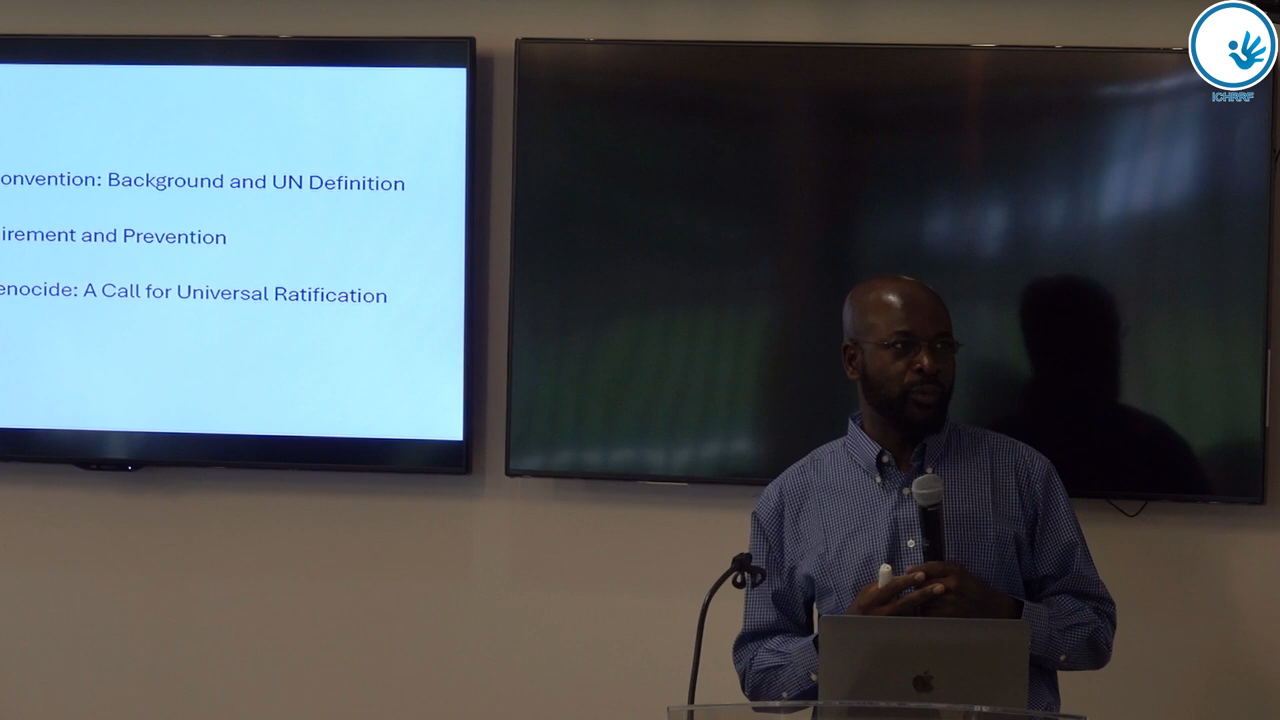 onvention: Background and UN Definition
irement and Prevention
enocide: A Call for Universal Ratification
ICHRRF